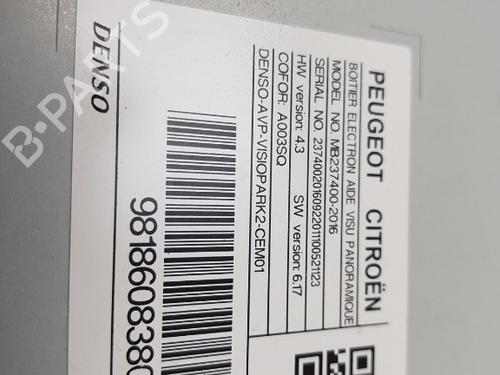 PEUGEOT CITROËN
BOITIER ELECTRON AIDE VISU PANORAMIQUE
MODEL NO. MB237400-2016
SERIAL NO. 2374002016092201100521123
HW version: 4.3 SW version: 6.17
COFOR: A003SQ
DENSO-AVP-VISIOPARK2-CEM01
9818608380
DENSO
B-PARTS